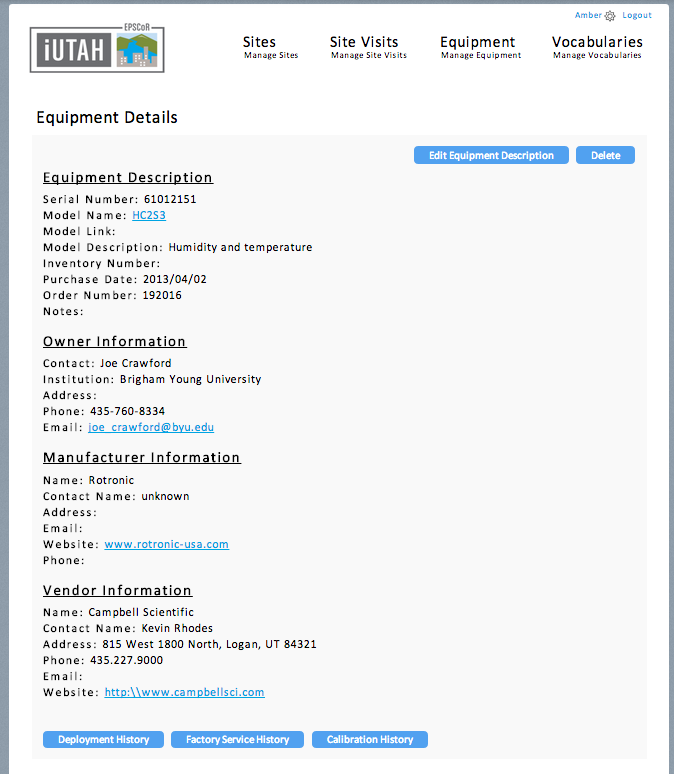 Amber Logout
EPSCoR
iUTAH
Sites Site Visits Equipment Vocabularies
Manage Sites Manage Site Visits Manage Equipment Manage Vocabularies
Equipment Details
Edit Equipment Description Delete
Equipment Description
Serial Number: 61012151
Model Name: HC2S3
Model Link:
Model Description: Humidity and temperature
Inventory Number:
Purchase Date: 2013/04/02
Order Number: 192016
Notes:
Owner Information
Contact: Joe Crawford
Institution: Brigham Young University
Address:
Phone: 435-760-8334
Email: joe_crawford@byu.edu
Manufacturer Information
Name: Rotronic
Contact Name: unknown
Address:
Email:
Website: www.rotronic-usa.com
Phone:
Vendor Information
Name: Campbell Scientific
Contact Name: Kevin Rhodes
Address: 815 West 1800 North, Logan, UT 84321
Phone: 435.227.9000
Email:
Website: http:\\www.campbellsci.com
Deployment History Factory Service History Calibration History